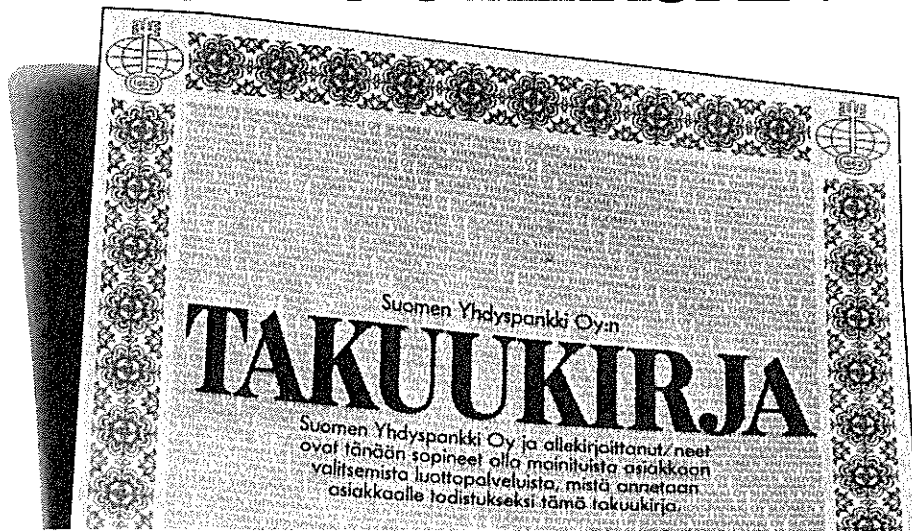 Suomen Yhdyspankki Oy:n
TAKUUKIRJA
Suomen Yhdyspankki Oy ja allekirjoittanut/neet
ovat tänään sopineet alla mainituista asiakkaan
valitsemista luottopalveluista, mistä annetaan
asiakkaalle todistukseksi tämä takuukirja.